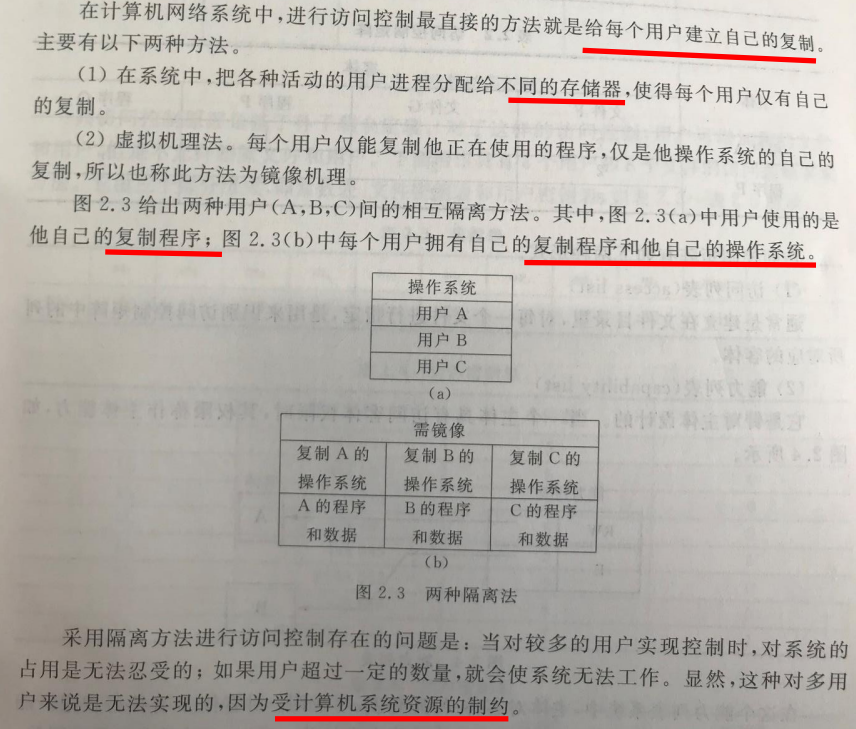 在计算机网络系统中,进行访问控制最直接的方法就是给每个用户建立自己的复制。
主要有以下两种方法。
(1) 在系统中,把各种活动的用户进程分配给不同的存储器,使得每个用户仅有自己
的复制。
(2) 虚拟机理法。每个用户仅能复制他正在使用的程序,仅是他操作系统的自己的
复制,所以也称此方法为镜像机理。
图 2.3 给出两种用户(A,B,C)间的相互隔离方法。其中,图 2.3(a)中用户使用的是
他自己的复制程序;图 2.3(b)中每个用户拥有自己的复制程序和他自己的操作系统。
操作系统
用户 A
用户 B
用户 C
(a)
需镜像
复制 A 的 复制 B 的 复制 C 的
操作系统 操作系统 操作系统
A 的程序 B 的程序 C 的程序
和数据 和数据 和数据
(b)
图 2.3 两种隔离法
采用隔离方法进行访问控制存在的问题是:当对较多的用户实现控制时,对系统的
占用是无法忍受的;如果用户超过一定的数量,就会使系统无法工作。显然,这种对多用
户来说是无法实现的,因为受计算机系统资源的制约。